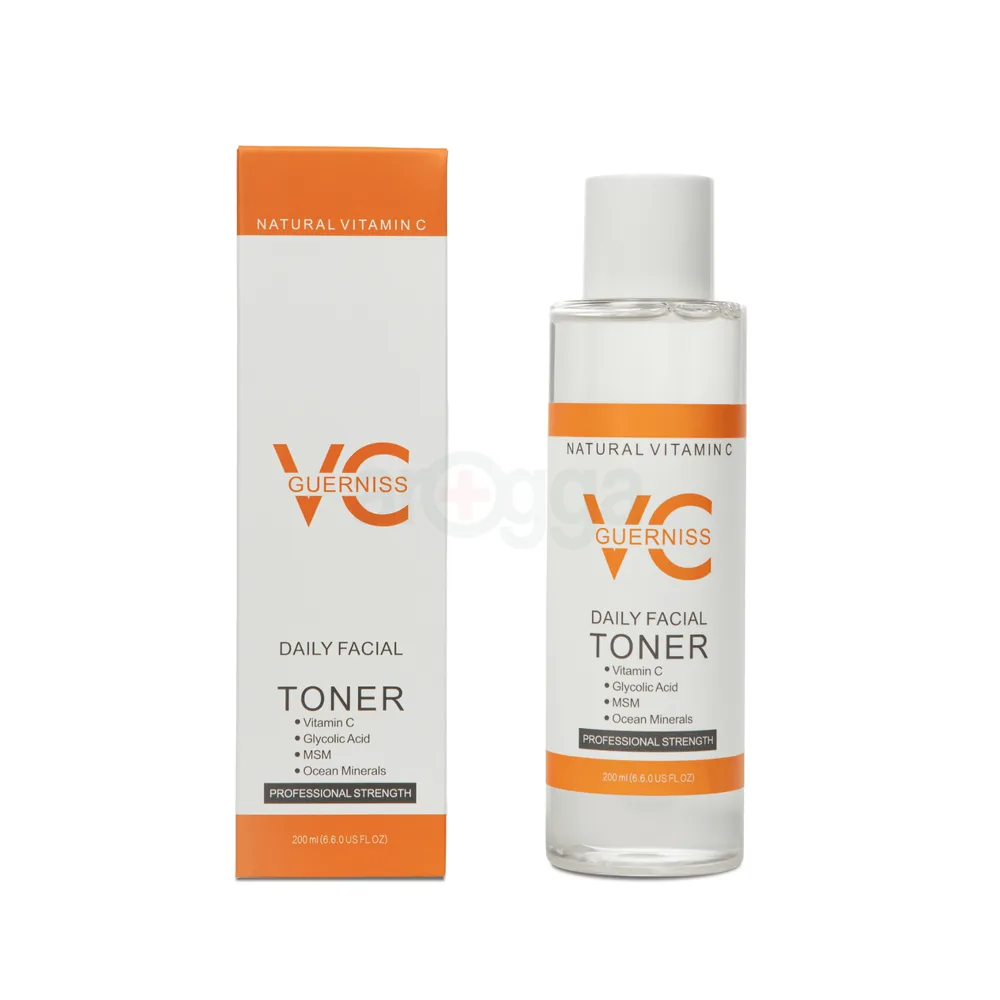 NATURAL VITAMIN C
VC
GUERNISS
DAILY FACIAL
TONER
• Vitamin C
• Glycolic Acid
• MSM
• Ocean Minerals
PROFESSIONAL STRENGTH
200 ml (6.6.0 US FL OZ)
NATURAL VITAMIN C
VC
GUERNISS
DAILY FACIAL
TONER
• Vitamin C
• Glycolic Acid
• MSM
• Ocean Minerals
PROFESSIONAL STRENGTH
200 ml (6.6.0 US FL OZ)
arogga